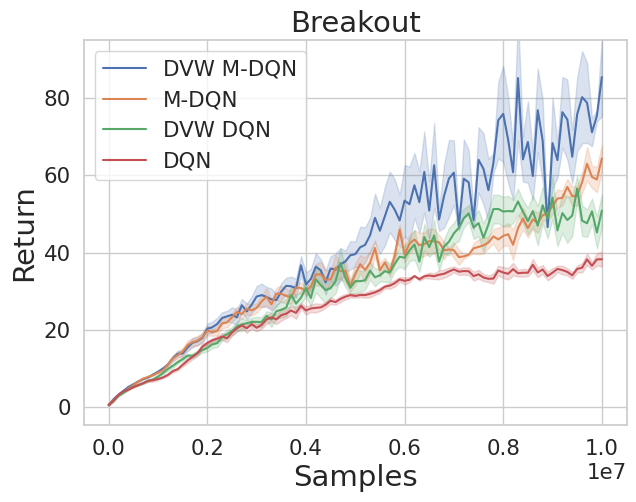 Breakout
DVW M-DQN
M-DQN
DVW DQN
DQN
Return
80
60
40
20
0
0.0 0.2 0.4 0.6 0.8 1.0
1e7
Samples